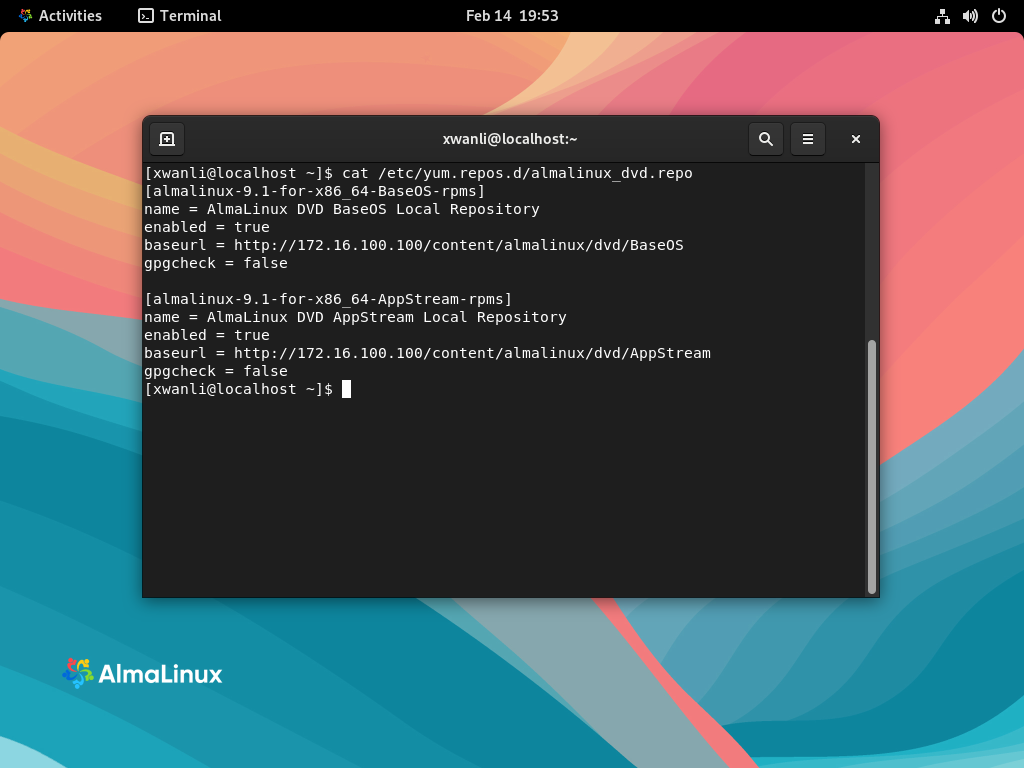 Activities
Terminal
Feb 14 19:53
xwanli@localhost:~
[xwanli@localhost ~]$ cat /etc/yum.repos.d/almalinux_dvd.repo
[almalinux-9.1-for-x86_64-BaseOS-rpms]
name = AlmaLinux DVD BaseOS Local Repository
enabled = true
baseurl = http://172.16.100.100/content/almalinux/dvd/BaseOS
gpgcheck = false
[almalinux-9.1-for-x86_64-AppStream-rpms]
name = AlmaLinux DVD AppStream Local Repository
enabled = true
baseurl = http://172.16.100.100/content/almalinux/dvd/AppStream
gpgcheck = false
[xwanli@localhost ~]$
AlmaLinux